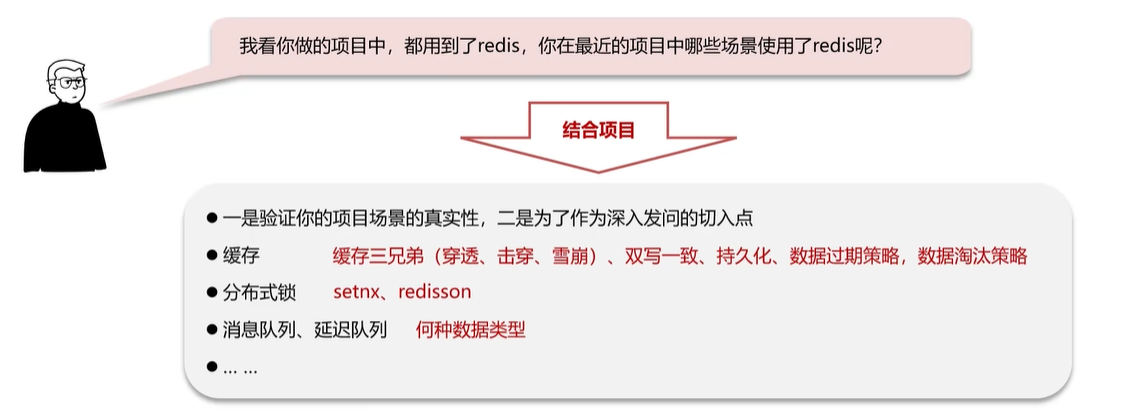 我看你做的项目中，都用到了redis，你在最近的项目中哪些场景使用了redis呢？
结合项目
● 一是验证你的项目场景的真实性，二是为了作为深入发问的切入点
● 缓存 缓存三兄弟（穿透、击穿、雪崩）、双写一致、持久化、数据过期策略，数据淘汰策略
● 分布式锁 setnx、redisson
● 消息队列、延迟队列 何种数据类型
● … …